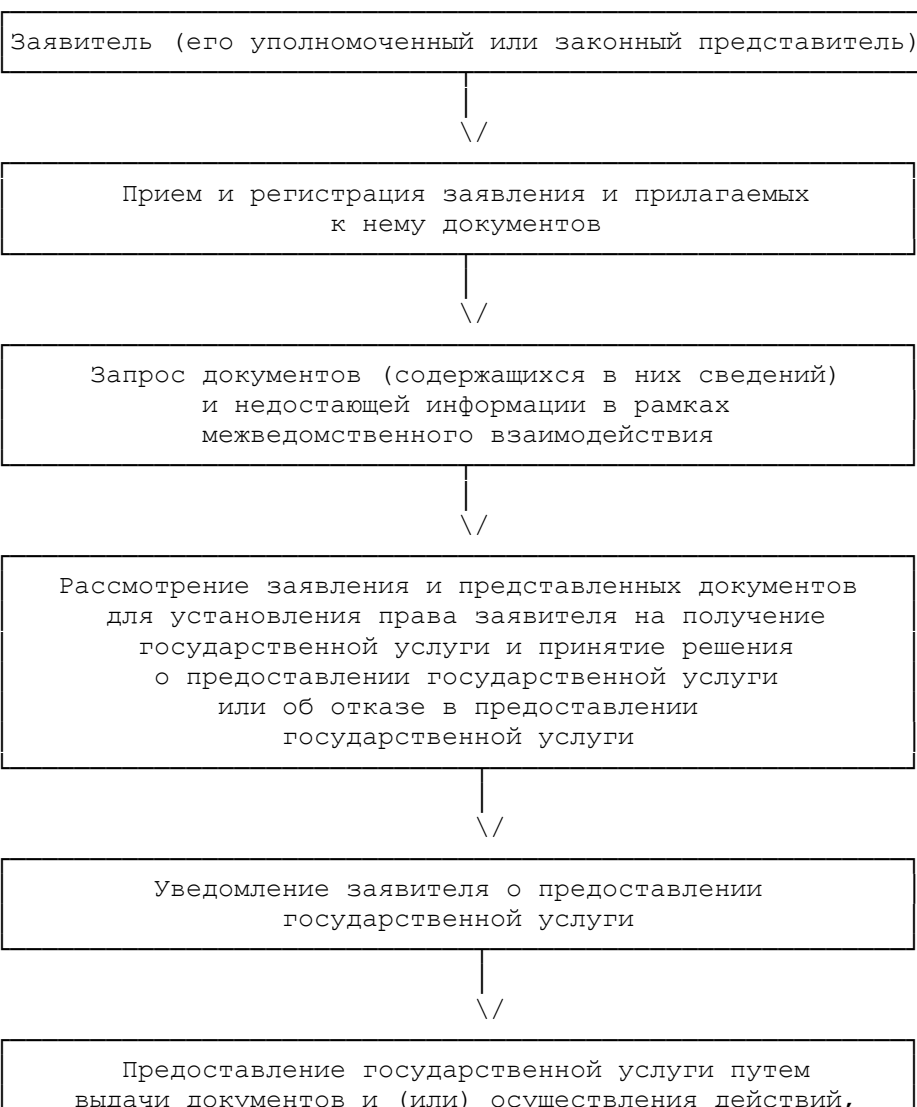 Заявитель (его уполномоченный или законный представитель)
Прием и регистрация заявления и прилагаемых
к нему документов
Запрос документов (содержащихся в них сведений)
и недостающей информации в рамках
межведомственного взаимодействия
Рассмотрение заявления и представленных документов
для установления права заявителя на получение
государственной услуги и принятие решения
о предоставлении государственной услуги
или об отказе в предоставлении
государственной услуги
Уведомление заявителя о предоставлении
государственной услуги
Предоставление государственной услуги путем
выдачи документов и (или) осуществления действий,